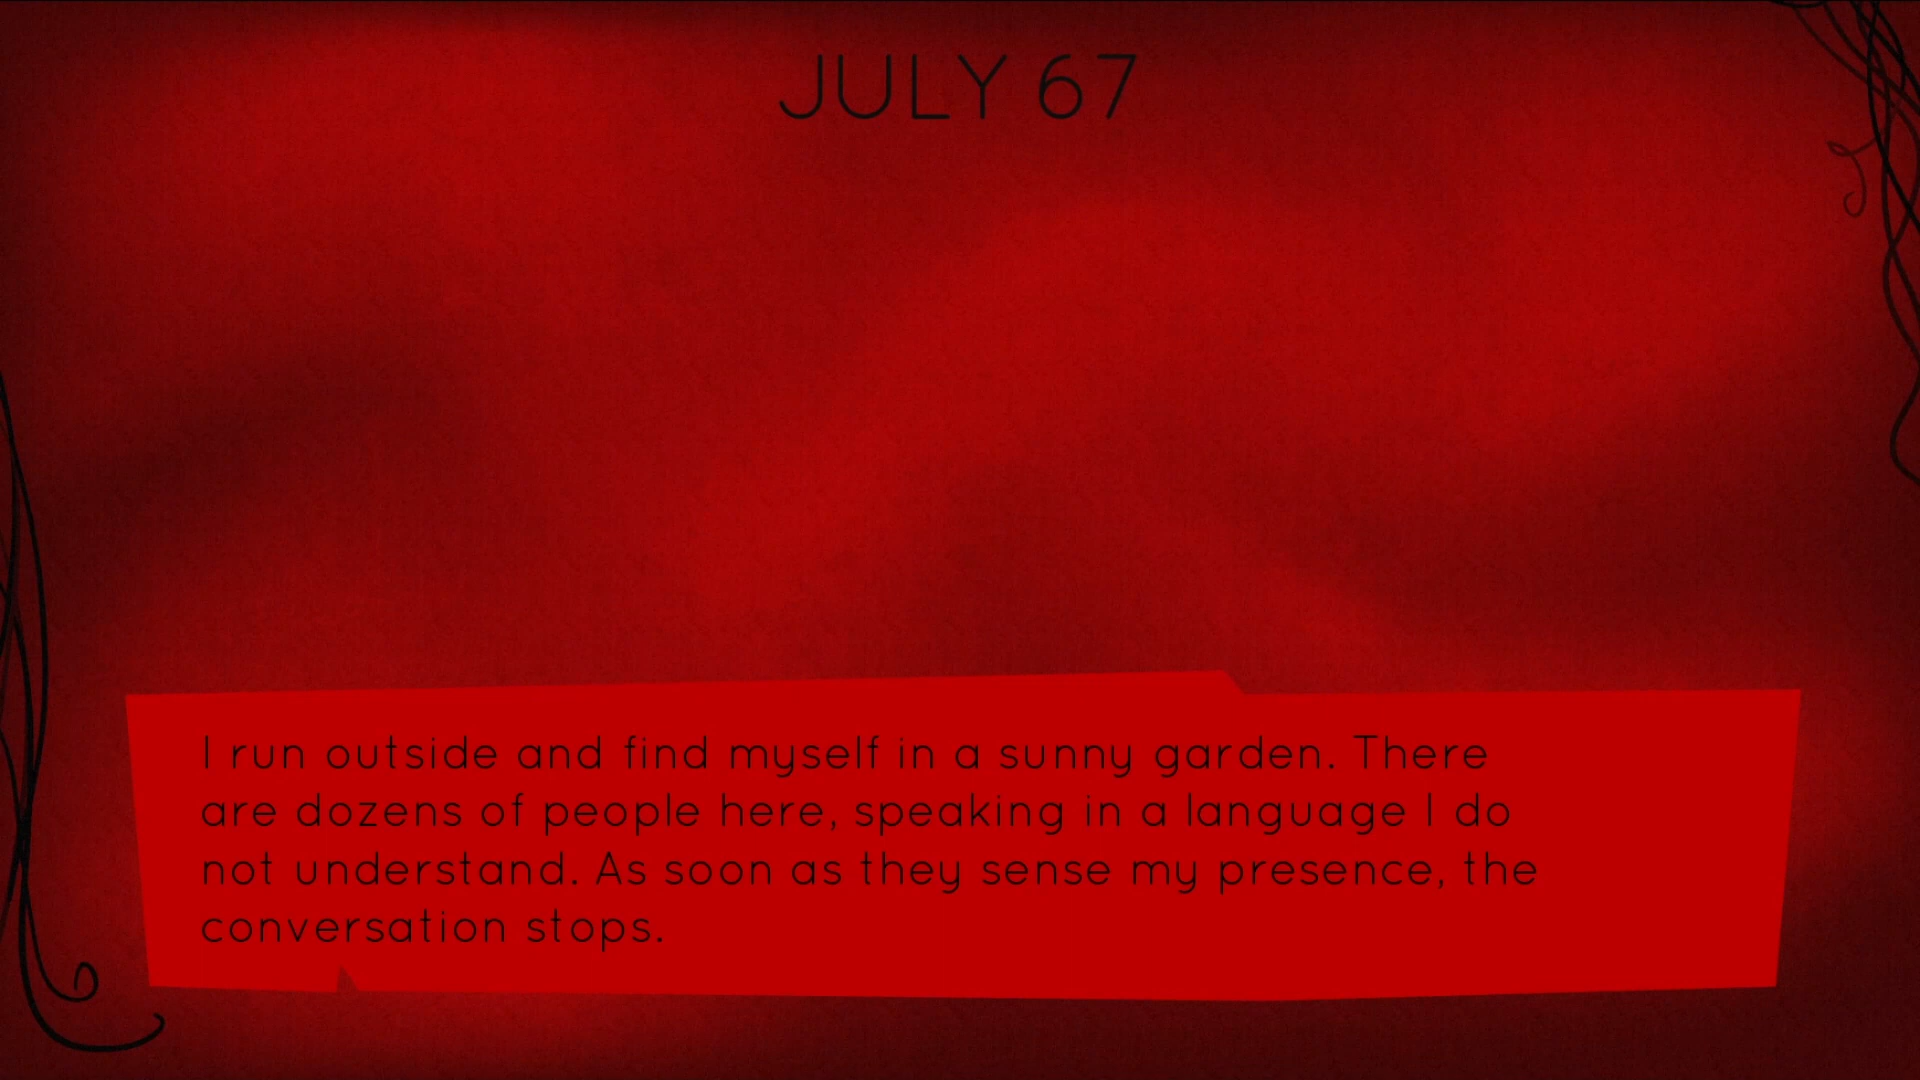 JULY 67
I run outside and find myself in a sunny garden. There
are dozens of people here, speaking in a language I do
not understand. As soon as they sense my presence, the
conversation stops.